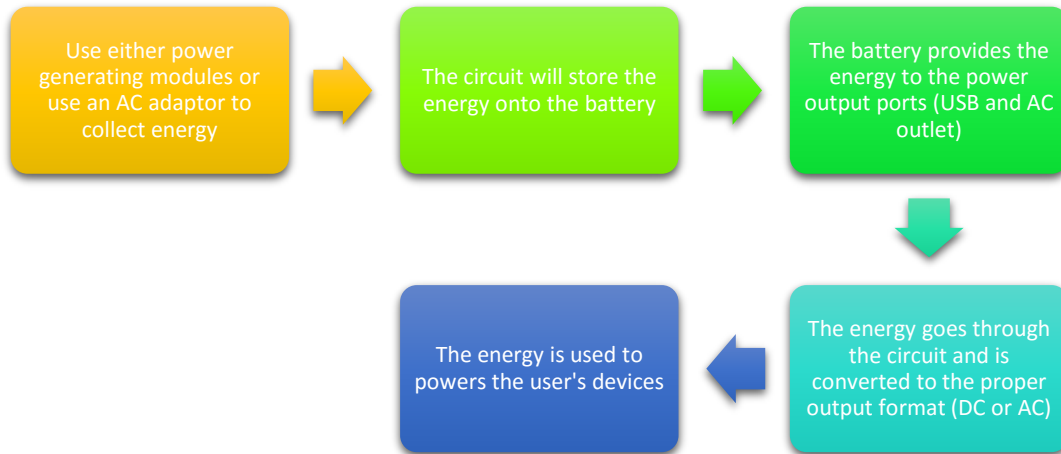 Use either power
generating modules or
use an AC adaptor to
collect energy
The circuit will store the
energy onto the battery
The battery provides the
energy to the power
output ports (USB and AC
outlet)
The energy goes through
the circuit and is
converted to the proper
output format (DC or AC)
The energy is used to
powers the user's devices